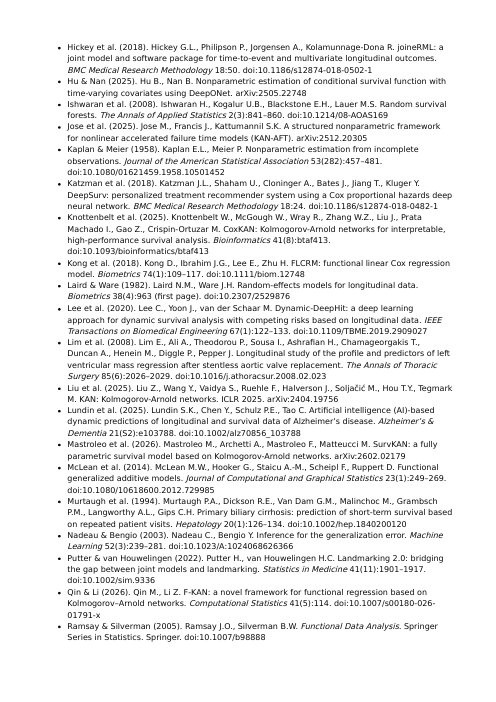 • Hickey et al. (2018). Hickey G.L., Philipson P., Jorgensen A., Kolamunnage-Dona R. joineRML: a
joint model and software package for time-to-event and multivariate longitudinal outcomes.
BMC Medical Research Methodology 18:50. doi:10.1186/s12874-018-0502-1
• Hu & Nan (2025). Hu B., Nan B. Nonparametric estimation of conditional survival function with
time-varying covariates using DeepONet. arXiv:2505.22748
• Ishwaran et al. (2008). Ishwaran H., Kogalur U.B., Blackstone E.H., Lauer M.S. Random survival
forests. The Annals of Applied Statistics 2(3):841–860. doi:10.1214/08-AOAS169
• Jose et al. (2025). Jose M., Francis J., Kattumannil S.K. A structured nonparametric framework
for nonlinear accelerated failure time models (KAN-AFT). arXiv:2512.20305
• Kaplan & Meier (1958). Kaplan E.L., Meier P. Nonparametric estimation from incomplete
observations. Journal of the American Statistical Association 53(282):457–481.
doi:10.1080/01621459.1958.10501452
• Katzman et al. (2018). Katzman J.L., Shaham U., Cloninger A., Bates J., Jiang T., Kluger Y.
DeepSurv: personalized treatment recommender system using a Cox proportional hazards deep
neural network. BMC Medical Research Methodology 18:24. doi:10.1186/s12874-018-0482-1
• Knottenbelt et al. (2025). Knottenbelt W., McGough W., Wray R., Zhang W.Z., Liu J., Prata
Machado I., Gao Z., Crispin-Ortuzar M. CoxKAN: Kolmogorov-Arnold networks for interpretable,
high-performance survival analysis. Bioinformatics 41(8):btaf413.
doi:10.1093/bioinformatics/btaf413
• Kong et al. (2018). Kong D., Ibrahim J.G., Lee E., Zhu H. FLCRM: functional linear Cox regression
model. Biometrics 74(1):109–117. doi:10.1111/biom.12748
• Laird & Ware (1982). Laird N.M., Ware J.H. Random-effects models for longitudinal data.
Biometrics 38(4):963 (first page). doi:10.2307/2529876
• Lee et al. (2020). Lee C., Yoon J., van der Schaar M. Dynamic-DeepHit: a deep learning
approach for dynamic survival analysis with competing risks based on longitudinal data. IEEE
Transactions on Biomedical Engineering 67(1):122–133. doi:10.1109/TBME.2019.2909027
• Lim et al. (2008). Lim E., Ali A., Theodorou P., Sousa I., Ashrafian H., Chamageorgakis T.,
Duncan A., Henein M., Diggle P., Pepper J. Longitudinal study of the profile and predictors of left
ventricular mass regression after stentless aortic valve replacement. The Annals of Thoracic
Surgery 85(6):2026–2029. doi:10.1016/j.athoracsur.2008.02.023
• Liu et al. (2025). Liu Z., Wang Y., Vaidya S., Ruehle F., Halverson J., Soljačić M., Hou T.Y., Tegmark
M. KAN: Kolmogorov-Arnold networks. ICLR 2025. arXiv:2404.19756
• Lundin et al. (2025). Lundin S.K., Chen Y., Schulz P.E., Tao C. Artificial intelligence (AI)-based
dynamic predictions of longitudinal and survival data of Alzheimer's disease. Alzheimer's &
Dementia 21(S2):e103788. doi:10.1002/alz70856_103788
• Mastroleo et al. (2026). Mastroleo M., Archetti A., Mastroleo F., Matteucci M. SurvKAN: a fully
parametric survival model based on Kolmogorov-Arnold networks. arXiv:2602.02179
• McLean et al. (2014). McLean M.W., Hooker G., Staicu A.-M., Scheipl F., Ruppert D. Functional
generalized additive models. Journal of Computational and Graphical Statistics 23(1):249–269.
doi:10.1080/10618600.2012.729985
• Murtaugh et al. (1994). Murtaugh P.A., Dickson R.E., Van Dam G.M., Malinchoc M., Grambsch
P.M., Langworthy A.L., Gips C.H. Primary biliary cirrhosis: prediction of short-term survival based
on repeated patient visits. Hepatology 20(1):126–134. doi:10.1002/hep.1840200120
• Nadeau & Bengio (2003). Nadeau C., Bengio Y. Inference for the generalization error. Machine
Learning 52(3):239–281. doi:10.1023/A:1024068626366
• Putter & van Houwelingen (2022). Putter H., van Houwelingen H.C. Landmarking 2.0: bridging
the gap between joint models and landmarking. Statistics in Medicine 41(11):1901–1917.
doi:10.1002/sim.9336
• Qin & Li (2026). Qin M., Li Z. F-KAN: a novel framework for functional regression based on
Kolmogorov–Arnold networks. Computational Statistics 41(5):114. doi:10.1007/s00180-026-
01791-x
• Ramsay & Silverman (2005). Ramsay J.O., Silverman B.W. Functional Data Analysis. Springer
Series in Statistics. Springer. doi:10.1007/b98888